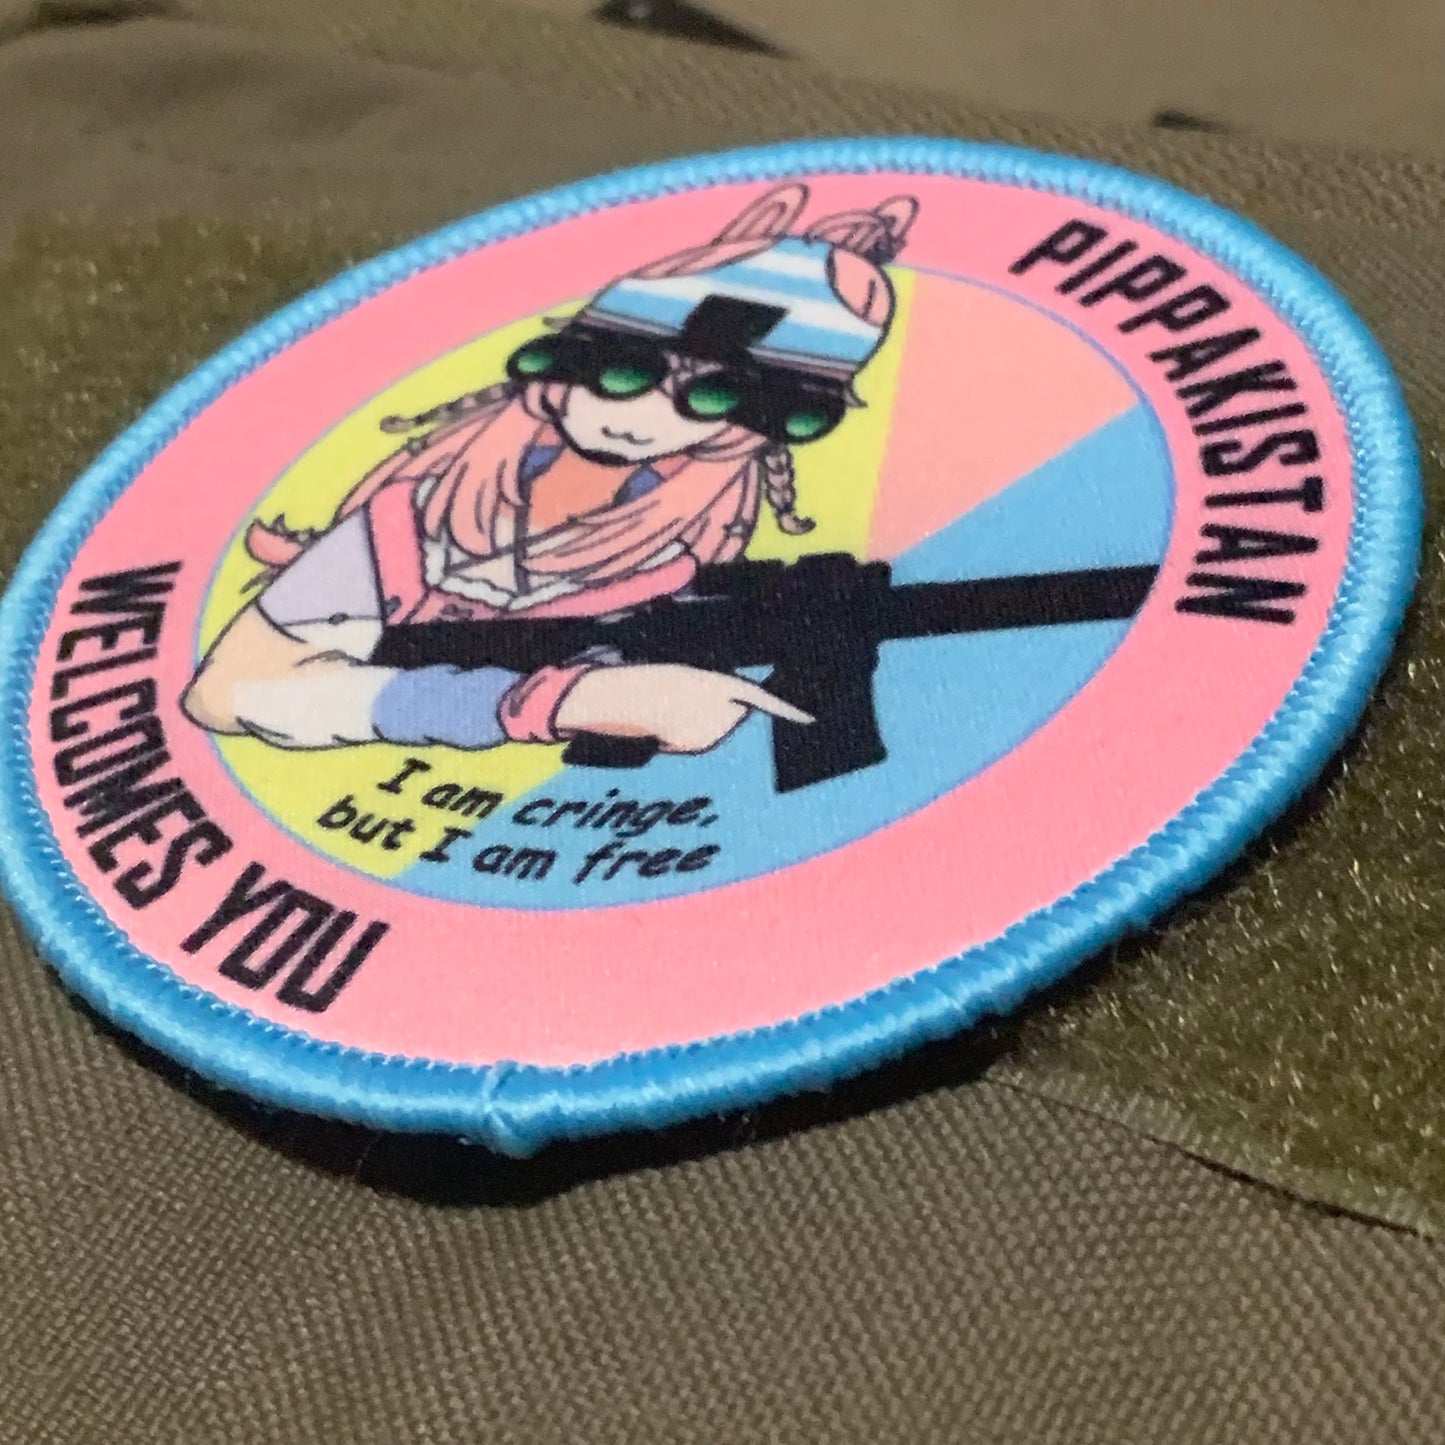 PIPPAKISTAN
WELCOMES YOU
I am cringe,
but I am free